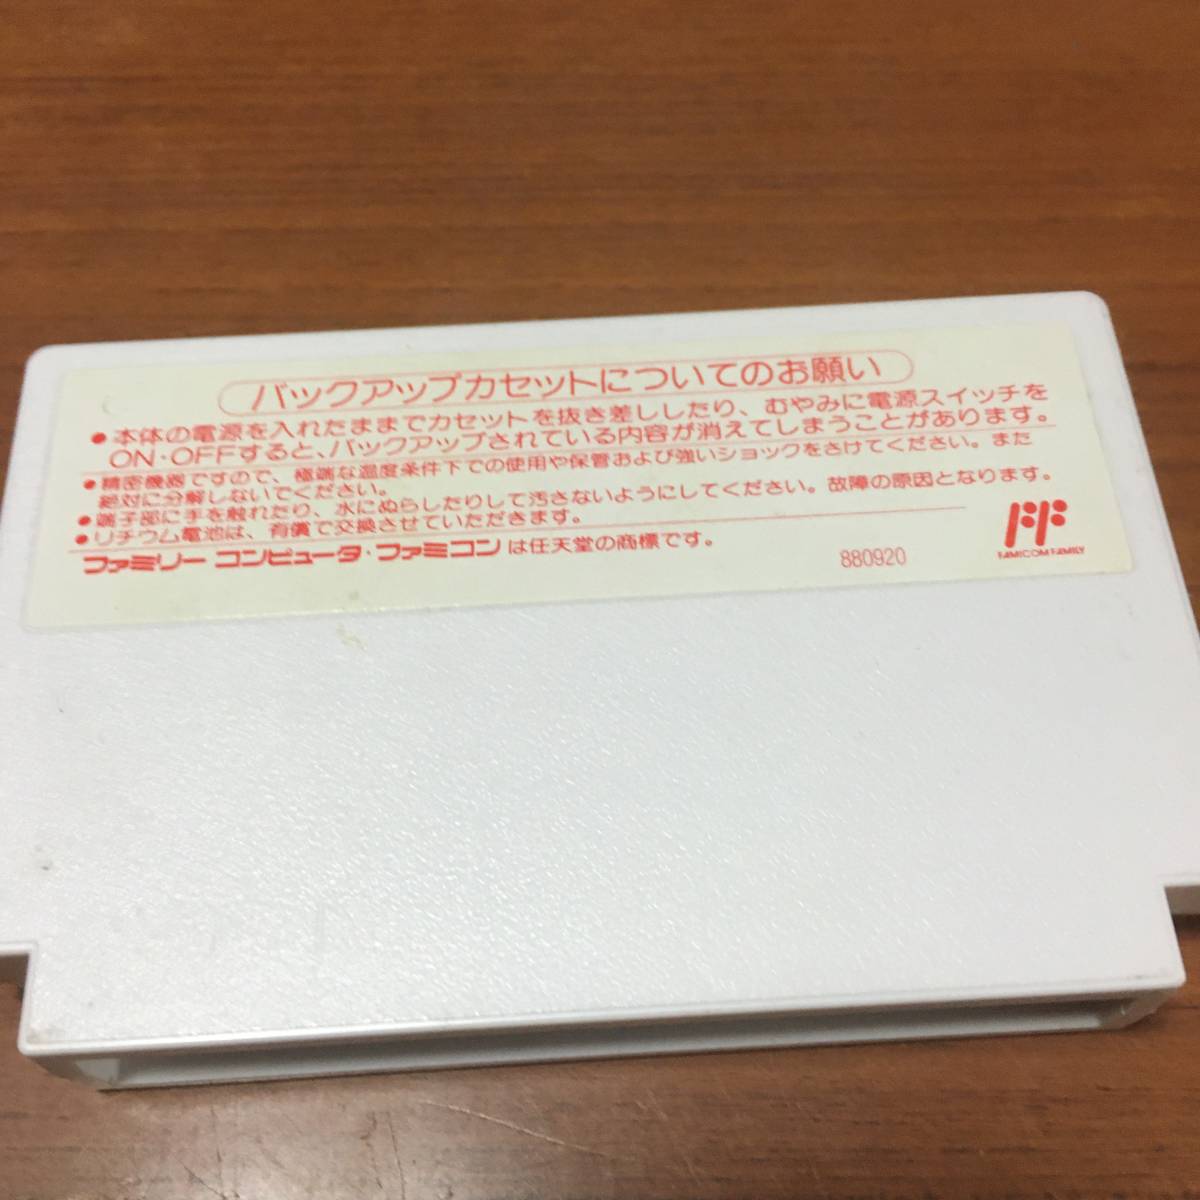 バックアップカセットについてのお願い
●本体の電源を入れたままでカセットを抜き差ししたり、むやみに電源スイッチを
ON・OFFすると、バックアップされている内容が消えてしまうことがあります。
●精密機器ですので、極端な温度条件下での使用や保管および強いショックをさけてください。また
絶対に分解しないでください。
●端子部に手を触れたり、水にぬらしたりして汚さないようにしてください。故障の原因となります。
●リチウム電池は、有償で交換させていただきます。
ファミリー コンピュータ・ファミコンは任天堂の商標です。
880920
FF
FAMICOM FAMILY